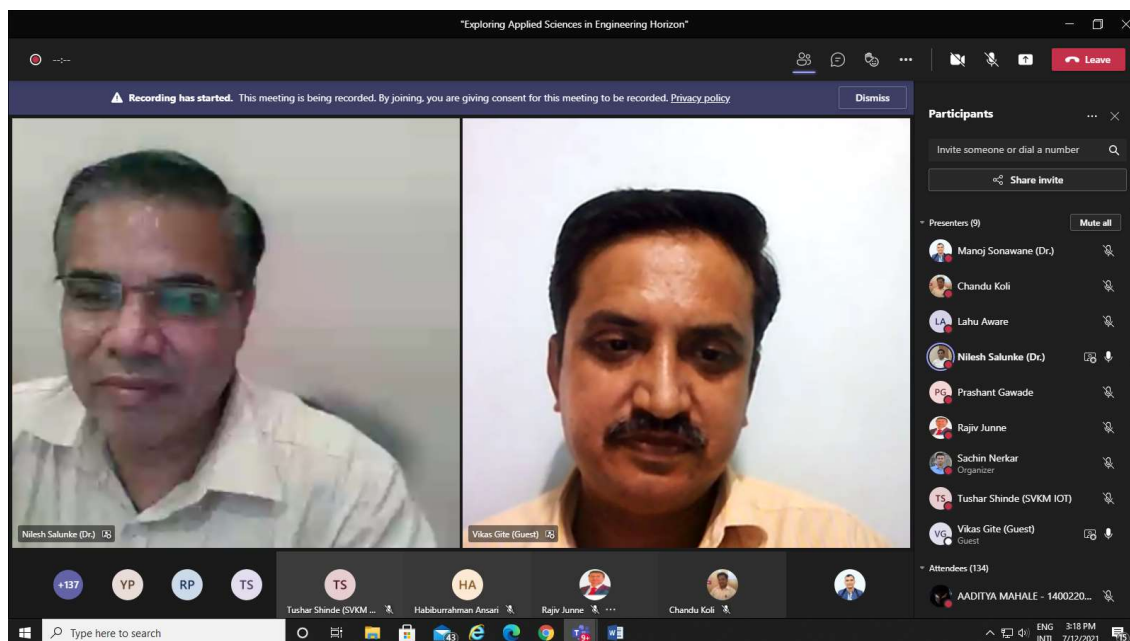 "Exploring Applied Sciences in Engineering Horizon"
--:--
Leave
Recording has started. This meeting is being recorded. By joining, you are giving consent for this meeting to be recorded. Privacy policy
Dismiss
Nilesh Salunke (Dr.)
Vikas Gite (Guest)
+137
YP
RP
TS
TS
Tushar Shinde (SVKM ...
HA
Habiburrahman Ansari
Rajiv Junne
Chandu Koli
Participants
Invite someone or dial a number
Share invite
Presenters (9)
Mute all
Manoj Sonawane (Dr.)
Chandu Koli
LA
Lahu Aware
Nilesh Salunke (Dr.)
PG
Prashant Gawade
Rajiv Junne
Sachin Nerkar
Organizer
TS
Tushar Shinde (SVKM IOT)
VG
Vikas Gite (Guest)
Guest
Attendees (134)
AADITYA MAHALE - 1400220...
Type here to search
43
9+
ENG
INTL
3:18 PM
7/12/2021
15